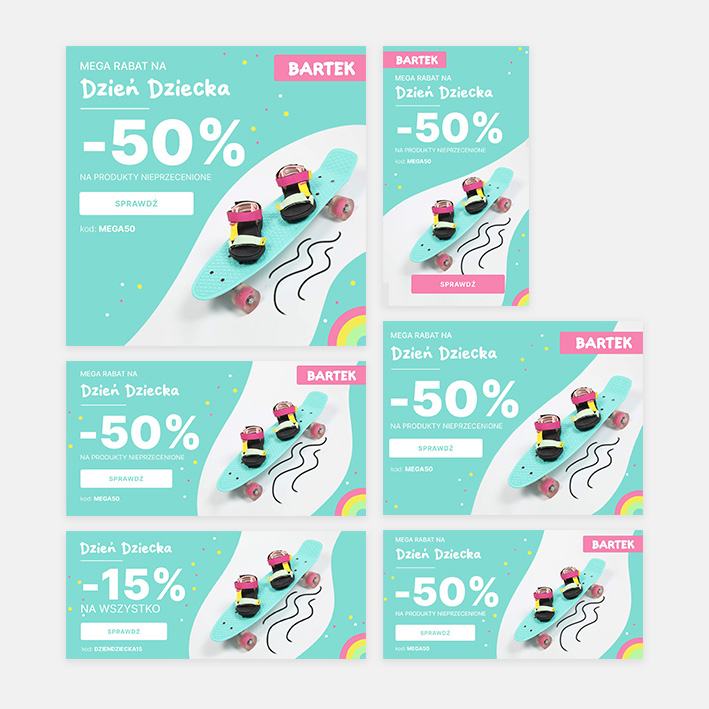 MEGA RABAT NA
Dzień Dziecka
-50%
NA PRODUKTY NIEPRZECENIONE
SPRAWDŹ
kod: MEGA50
BARTEK
BARTEK
MEGA RABAT NA
Dzień Dziecka
-50%
NA PRODUKTY NIEPRZECENIONE
kod: MEGA50
SPRAWDŹ
MEGA RABAT NA
Dzień Dziecka
-50%
NA PRODUKTY NIEPRZECENIONE
SPRAWDŹ
kod: MEGA50
BARTEK
MEGA RABAT NA
Dzień Dziecka
-50%
NA PRODUKTY NIEPRZECENIONE
SPRAWDŹ
kod: MEGA50
BARTEK
Dzień Dziecka
-15%
NA WSZYSTKO
SPRAWDŹ
kod: DZIENDZIECKA15
MEGA RABAT NA
Dzień Dziecka
-50%
NA PRODUKTY NIEPRZECENIONE
SPRAWDŹ
kod: MEGA50
BARTEK